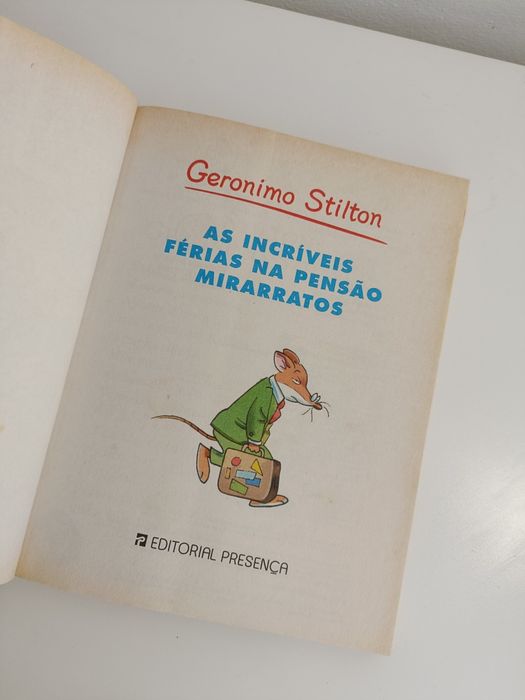 Geronimo Stilton
AS INCRÍVEIS
FÉRIAS NA PENSÃO
MIRARRATOS
EDITORIAL PRESENÇA